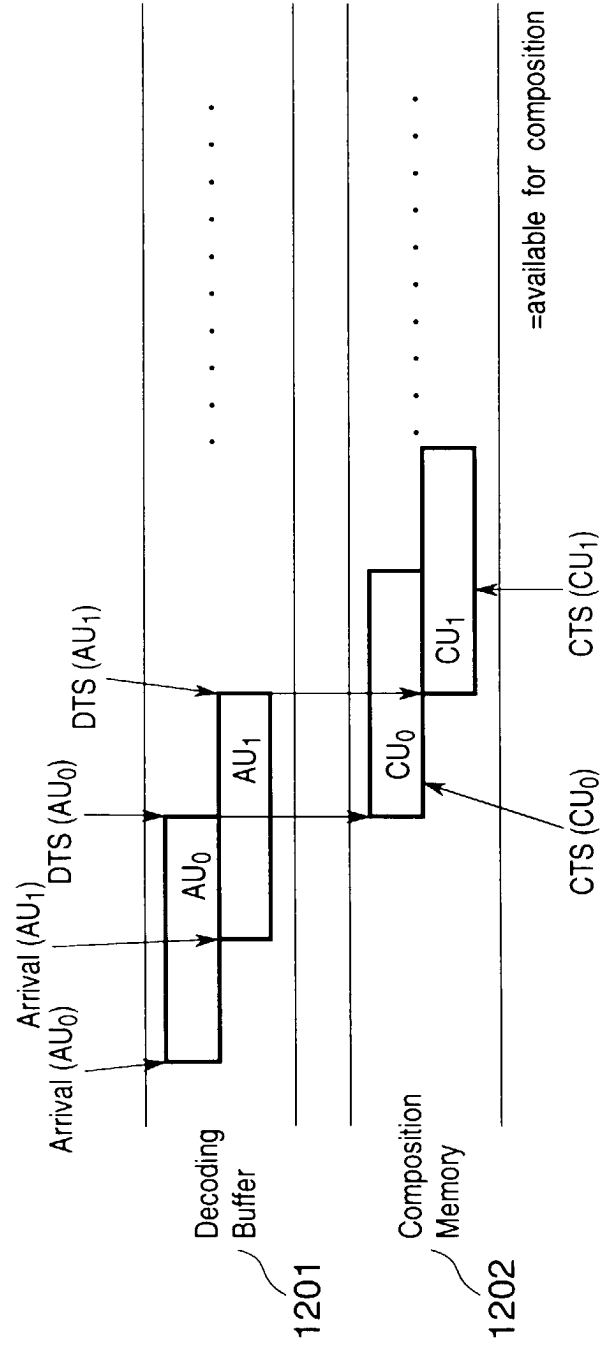 Arrival (AU0)
Arrival (AU1)
DTS (AU0)
DTS (AU1)
Decoding
Buffer
1201
AU0
AU1
. . . . . . . . . .
Composition
Memory
1202
CU0
CU1
. . . . . . . . . .
CTS (CU0)
CTS (CU1)
=available for composition